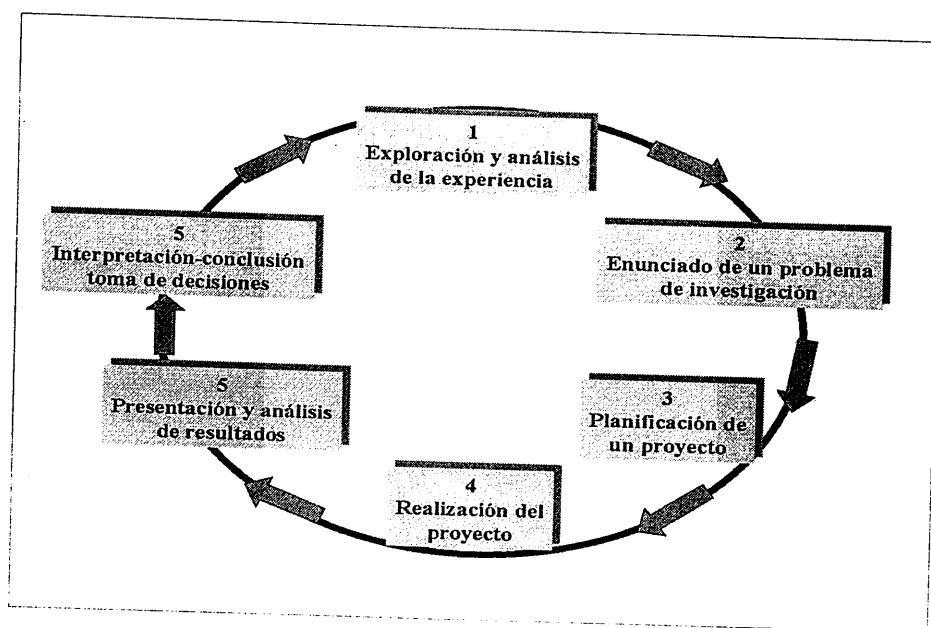 1
Exploración y análisis
de la experiencia
2
Enunciado de un problema
de investigación
3
Planificación de
un proyecto
4
Realización del
proyecto
5
Presentación y análisis
de resultados
5
Interpretación-conclusión
toma de decisiones